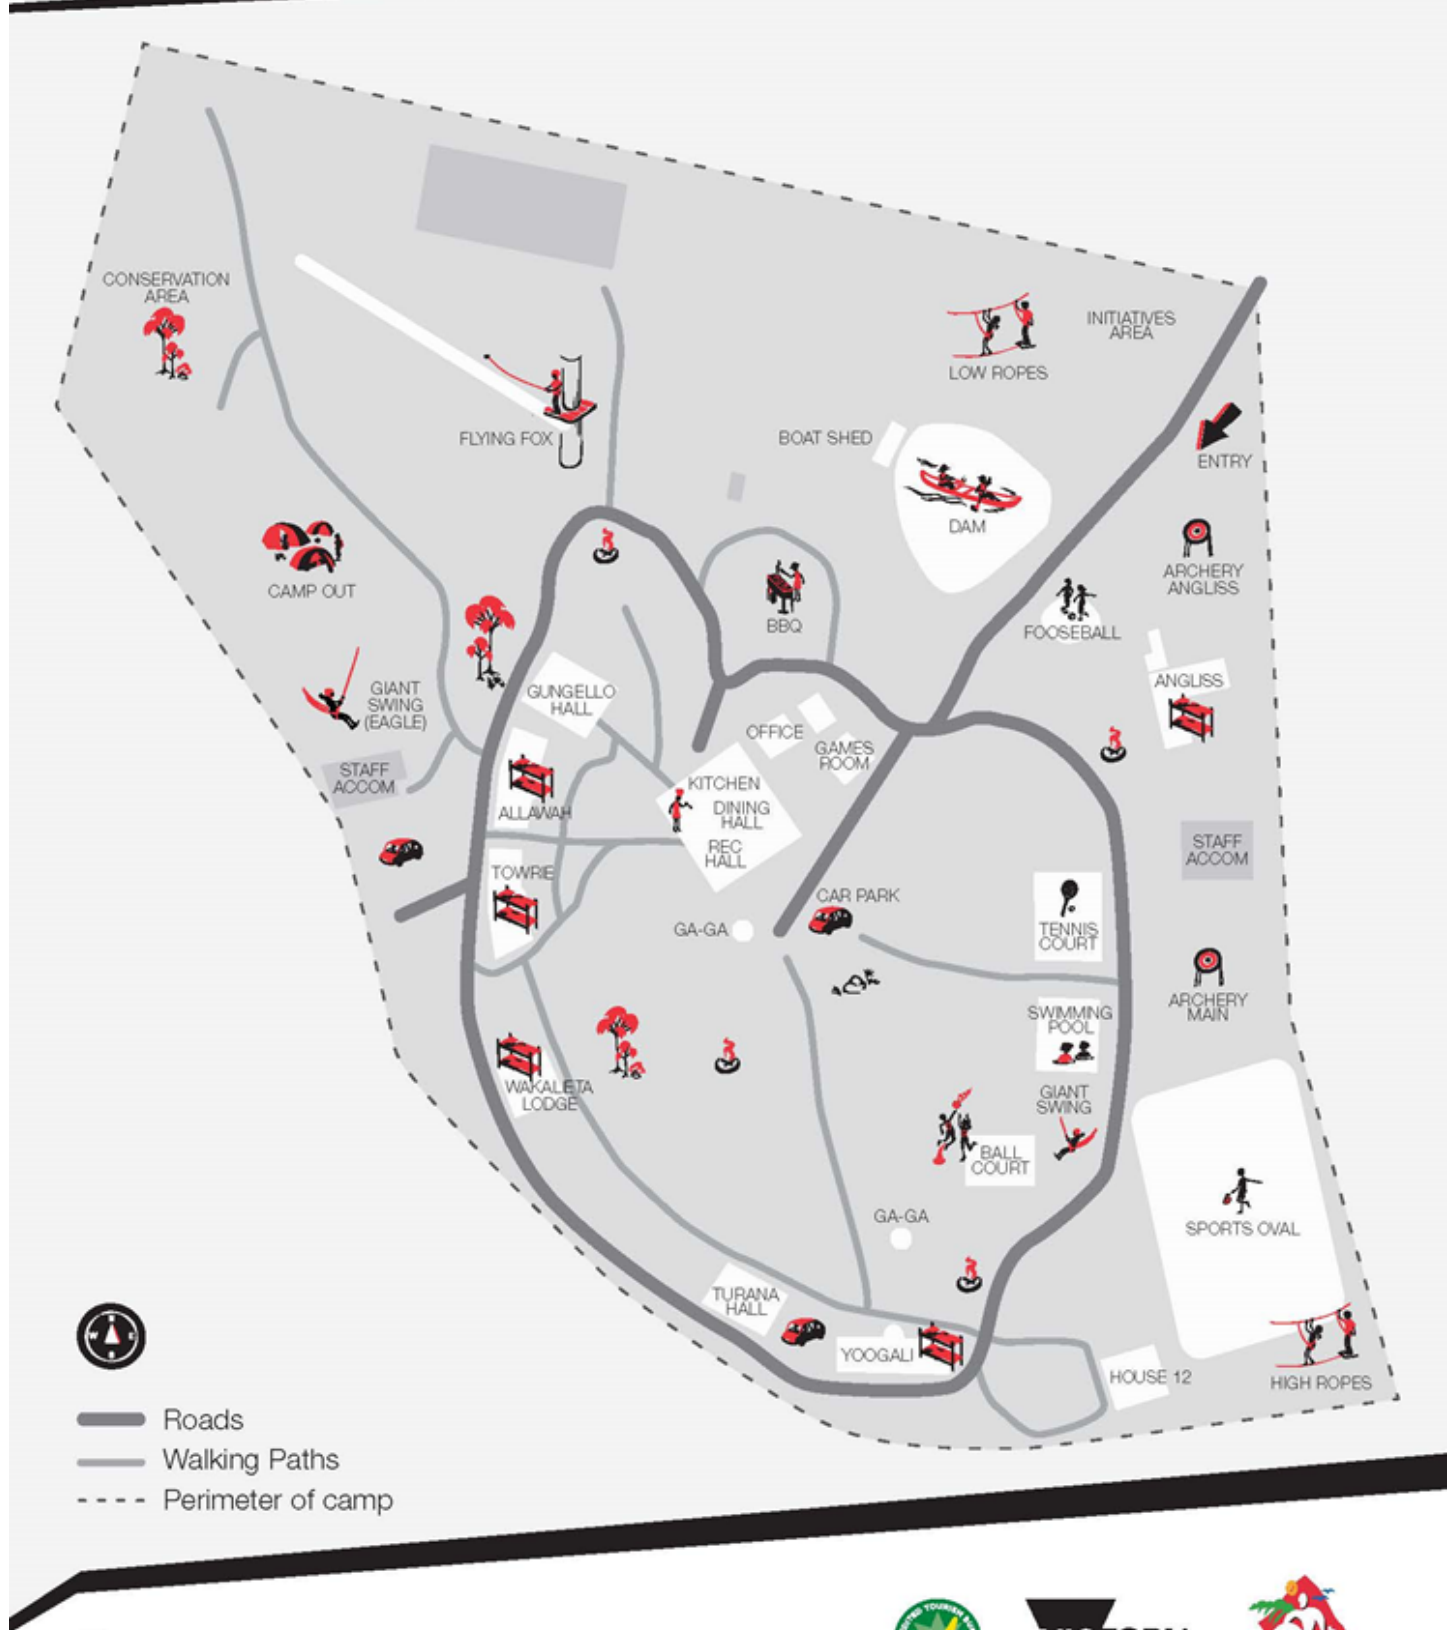 CONSERVATION
AREA
INITIATIVES
AREA
LOW ROPES
FLYING FOX
BOAT SHED
ENTRY
DAM
ARCHERY
ANGLISS
CAMP OUT
BBQ
FOOSEBALL
GIANT
SWING
(EAGLE)
GUNGELLO
HALL
ANGLISS
OFFICE
GAMES
ROOM
STAFF
ACCOM
KITCHEN
DINING
HALL
REC
HALL
ALLAWAH
STAFF
ACCOM
TOWRIE
CAR PARK
GA-GA
TENNIS
COURT
ARCHERY
MAIN
SWIMMING
POOL
WAKALETA
LODGE
GIANT
SWING
BALL
COURT
GA-GA
SPORTS OVAL
TURANA
HALL
YOOGALI
HOUSE 12
HIGH ROPES
N
W E
S
Roads
Walking Paths
Perimeter of camp